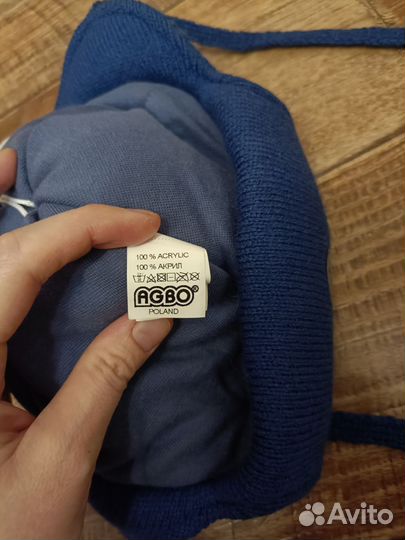 100 % ACRYLIC
100 % АКРИЛ
AGBO®
POLAND
Avito